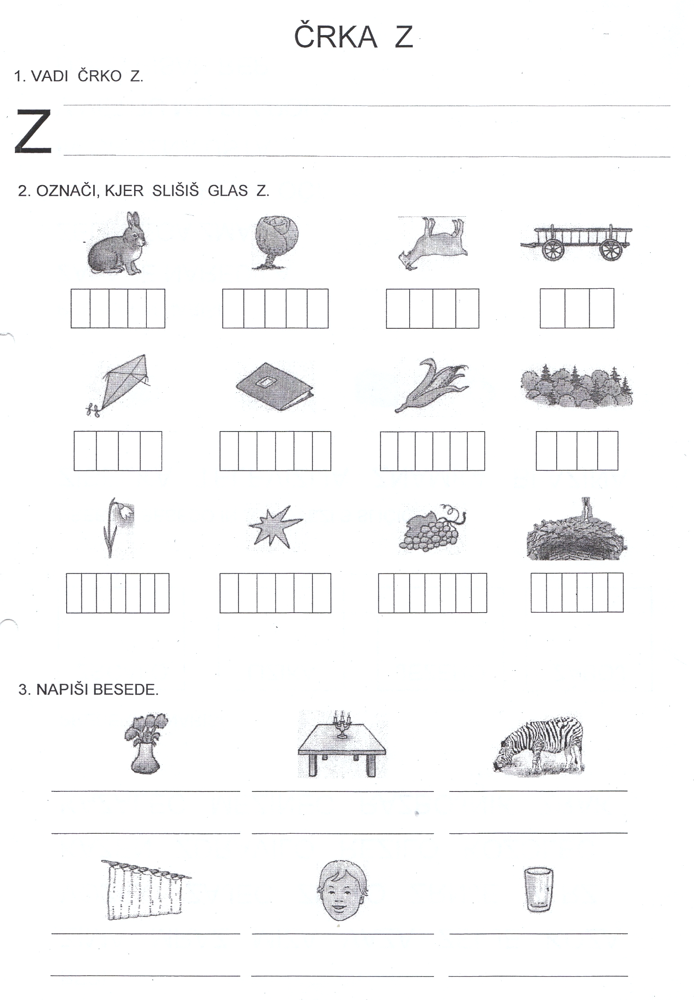 ČRKA Z
1. VADI ČRKO Z.
Z
2. OZNAČI, KJER SLIŠIŠ GLAS Z.
3. NAPIŠI BESEDE.